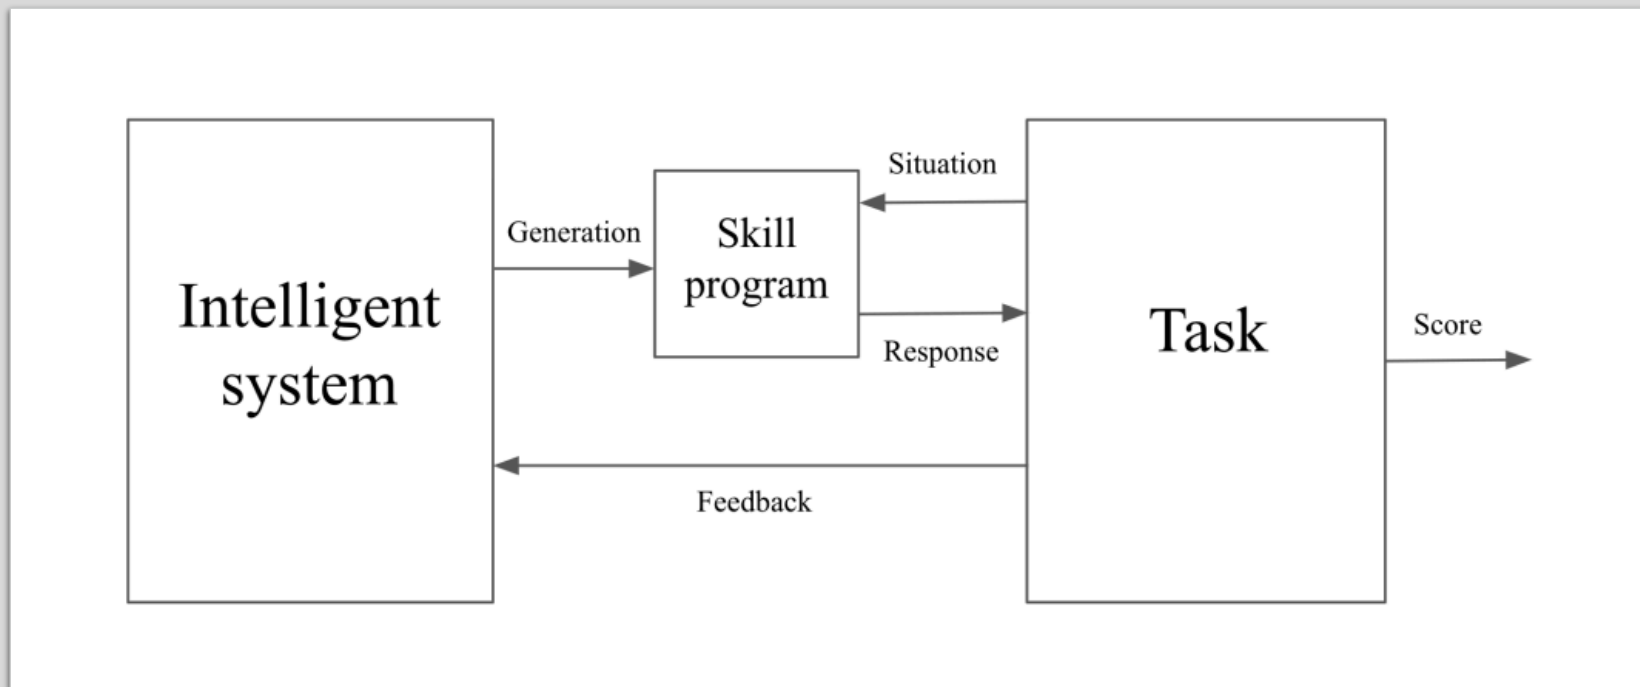 Intelligent
system
Generation
Skill
program
Situation
Response
Feedback
Task
Score